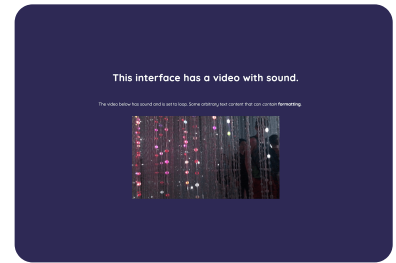 This interface has a video with sound.
The video below has sound and is set to loop. Some arbitrary text content that can contain formatting.